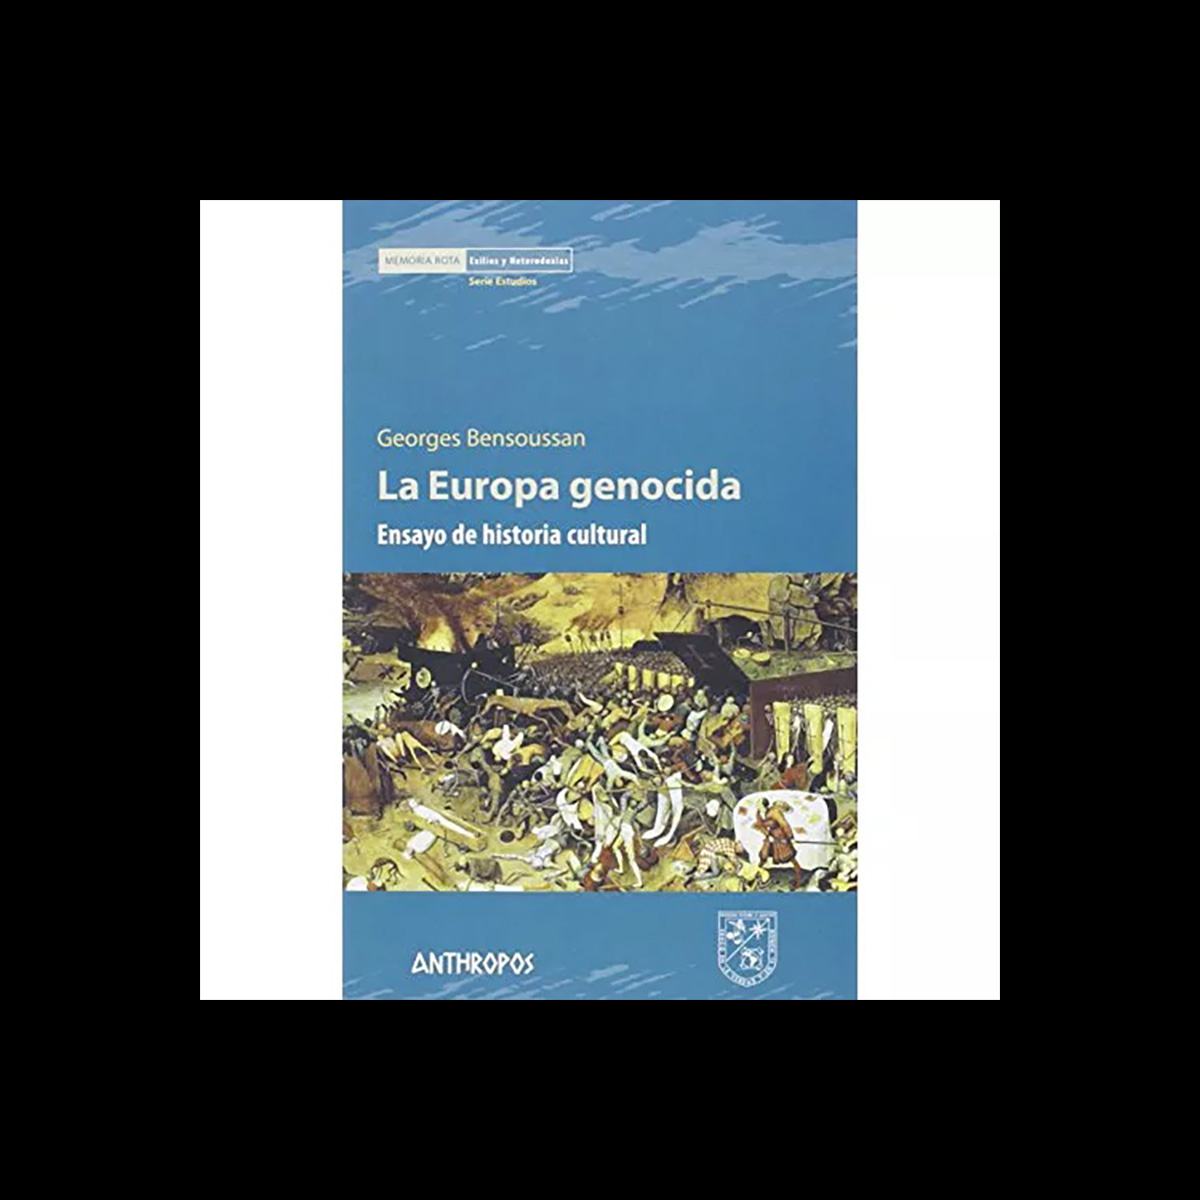 MEMORIA ROTA Exilios y Heterodoxias
Serie Estudios
Georges Bensoussan
La Europa genocida
Ensayo de historia cultural
ANTHROPOS